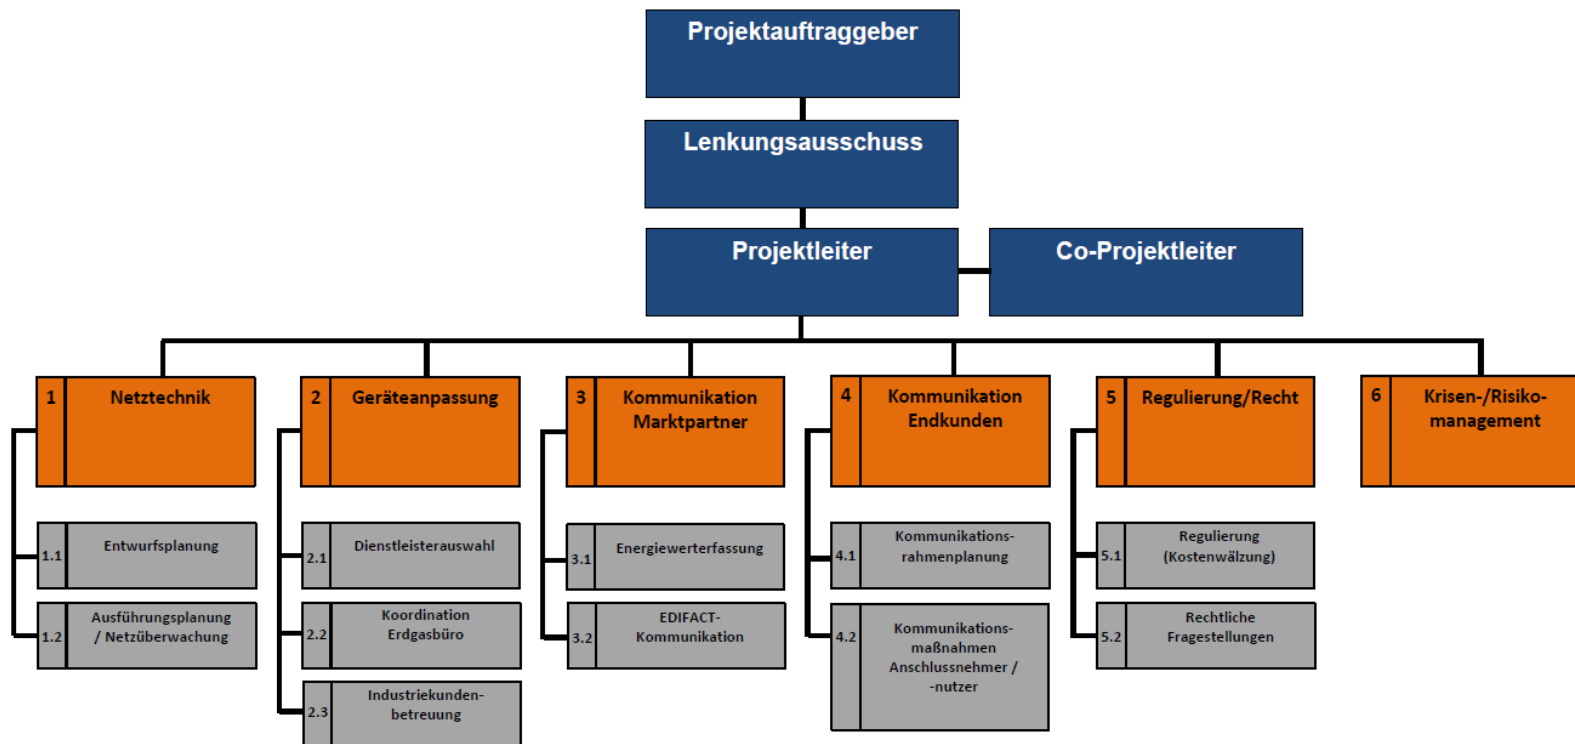 Projektauftraggeber
Lenkungsausschuss
Projektleiter
Co-Projektleiter
1
Netztechnik
2
Geräteanpassung
3
Kommunikation
Marktpartner
4
Kommunikation
Endkunden
5
Regulierung/Recht
6
Krisen-/Risiko-
management
1.1
Entwurfsplanung
1.2
Ausführungsplanung
/ Netzüberwachung
2.1
Dienstleisterauswahl
2.2
Koordination
Erdgasbüro
2.3
Industriekunden-
betreuung
3.1
Energiewerterfassung
3.2
EDIFACT-
Kommunikation
4.1
Kommunikations-
rahmenplanung
4.2
Kommunikations-
maßnahmen
Anschlussnehmer /
-nutzer
5.1
Regulierung
(Kostenwälzung)
5.2
Rechtliche
Fragestellungen